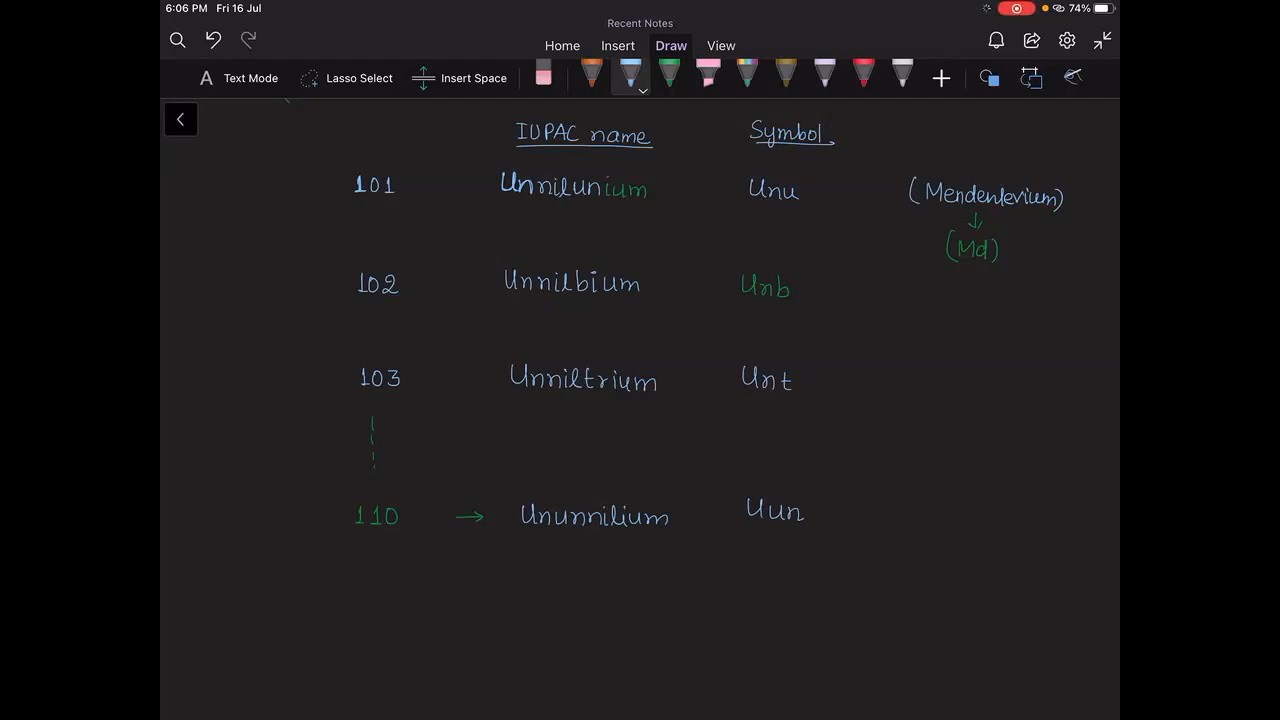 6:06 PM Fri 16 Jul 74%
Recent Notes
Home Insert Draw View
A Text Mode Lasso Select Insert Space
IUPAC name Symbol
101 Unnilunium Unu (Mendenlevium)
(Md)
102 Unnilbium Unb
103 Unniltrium Unt
110 → Ununnilium Uun